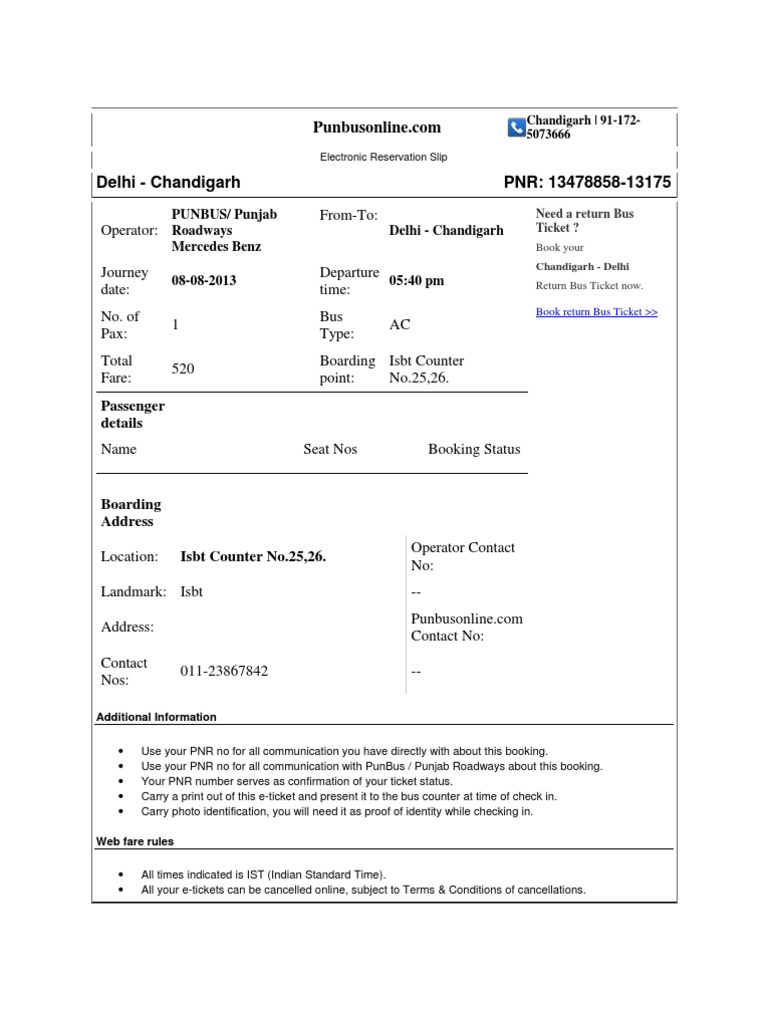 Punbusonline.com
Chandigarh | 91-172-
5073666
Electronic Reservation Slip
Delhi - Chandigarh
PNR: 13478858-13175
Operator:
PUNBUS/ Punjab
Roadways
Mercedes Benz
From-To:
Delhi - Chandigarh
Journey
date:
08-08-2013
Departure
time:
05:40 pm
No. of
Pax:
1
Bus
Type:
AC
Total
Fare:
520
Boarding
point:
Isbt Counter
No.25,26.
Need a return Bus
Ticket ?
Book your
Chandigarh - Delhi
Return Bus Ticket now.
Book return Bus Ticket >>
Passenger
details
Name
Seat Nos
Booking Status
Boarding
Address
Location:
Isbt Counter No.25,26.
Landmark:
Isbt
Address:
Contact
Nos:
011-23867842
Operator Contact
No:
--
Punbusonline.com
Contact No:
--
Additional Information
• Use your PNR no for all communication you have directly with about this booking.
• Use your PNR no for all communication with PunBus / Punjab Roadways about this booking.
• Your PNR number serves as confirmation of your ticket status.
• Carry a print out of this e-ticket and present it to the bus counter at time of check in.
• Carry photo identification, you will need it as proof of identity while checking in.
Web fare rules
• All times indicated is IST (Indian Standard Time).
• All your e-tickets can be cancelled online, subject to Terms & Conditions of cancellations.